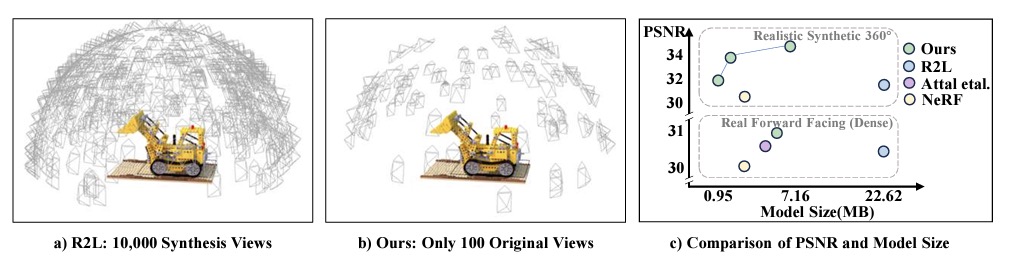 PSNR
34
32
30
Realistic Synthetic 360°
31
30
Real Forward Facing (Dense)
Ours
R2L
Attal etal.
NeRF
0.95 7.16 22.62
Model Size(MB)
a) R2L: 10,000 Synthesis Views
b) Ours: Only 100 Original Views
c) Comparison of PSNR and Model Size